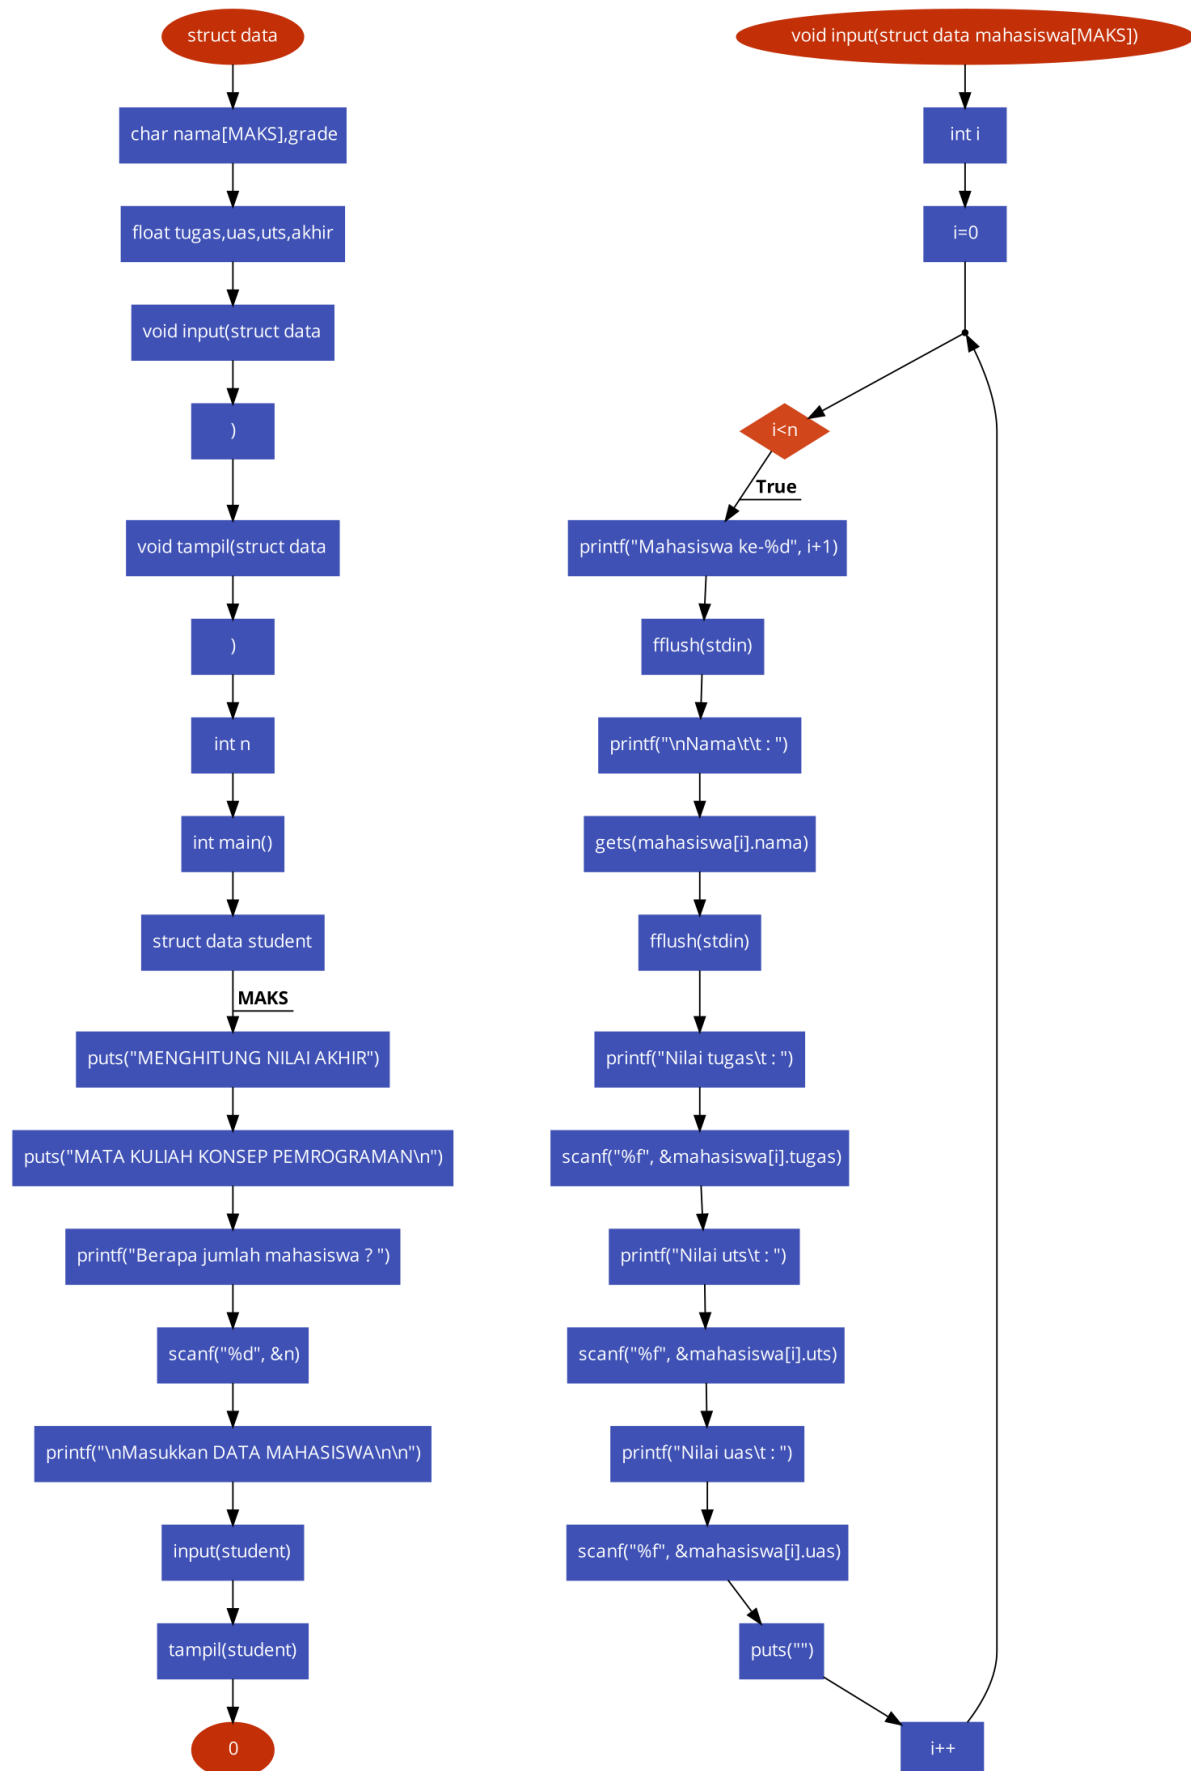 struct data
char nama[MAKS],grade
float tugas,uas,uts,akhir
void input(struct data
)
void tampil(struct data
)
int n
int main()
struct data student
MAKS
puts("MENGHITUNG NILAI AKHIR")
puts("MATA KULIAH KONSEP PEMROGRAMAN\n")
printf("Berapa jumlah mahasiswa ? ")
scanf("%d", &n)
printf("\nMasukkan DATA MAHASISWA\n\n")
input(student)
tampil(student)
0
void input(struct data mahasiswa[MAKS])
int i
i=0
i<n
True
printf("Mahasiswa ke-%d", i+1)
fflush(stdin)
printf("\nNama\t\t : ")
gets(mahasiswa[i].nama)
fflush(stdin)
printf("Nilai tugas\t : ")
scanf("%f", &mahasiswa[i].tugas)
printf("Nilai uts\t : ")
scanf("%f", &mahasiswa[i].uts)
printf("Nilai uas\t : ")
scanf("%f", &mahasiswa[i].uas)
puts("")
i++